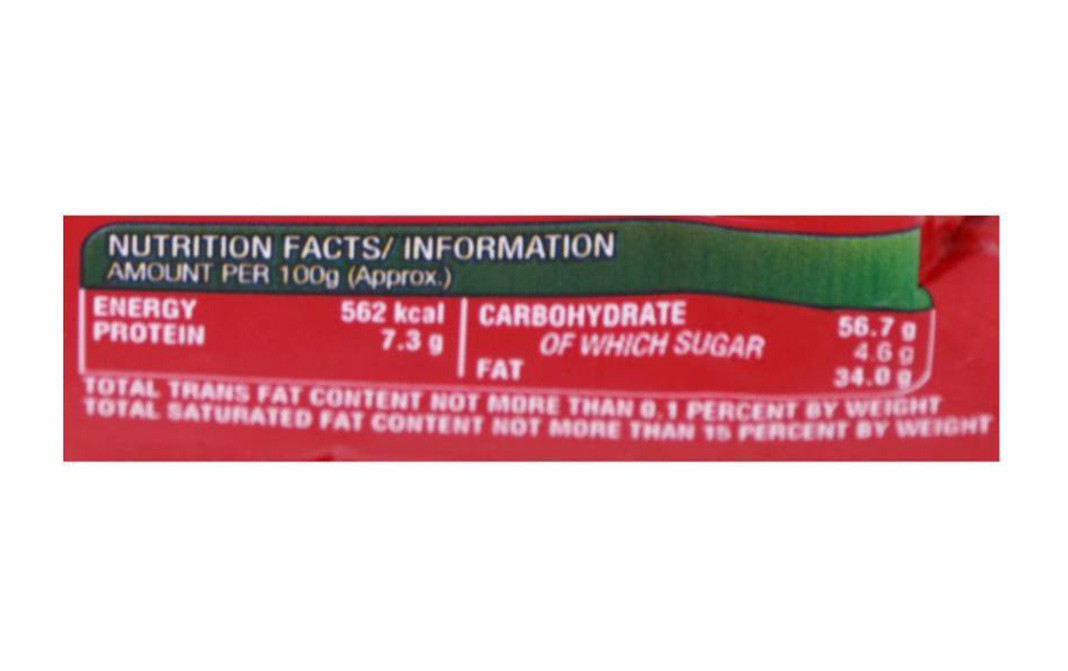 NUTRITION FACTS/ INFORMATION
AMOUNT PER 100g (Approx.)
ENERGY 562 kcal
PROTEIN 7.3 g
CARBOHYDRATE 56.7 g
OF WHICH SUGAR 4.6 g
FAT 34.0 g
TOTAL TRANS FAT CONTENT NOT MORE THAN 0.1 PERCENT BY WEIGHT
TOTAL SATURATED FAT CONTENT NOT MORE THAN 15 PERCENT BY WEIGHT